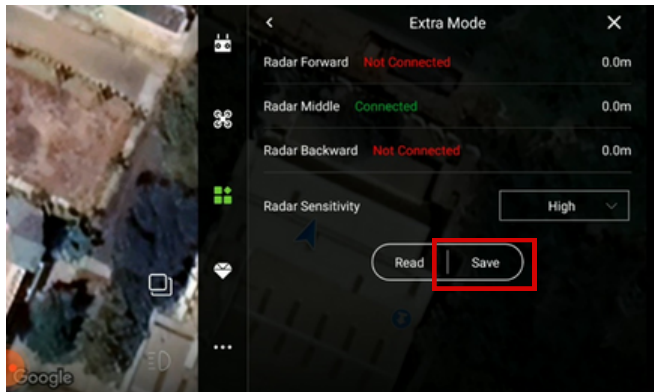 Extra Mode
Radar Forward Not Connected 0.0m
Radar Middle Connected 0.0m
Radar Backward Not Connected 0.0m
Radar Sensitivity High
Read Save
Google